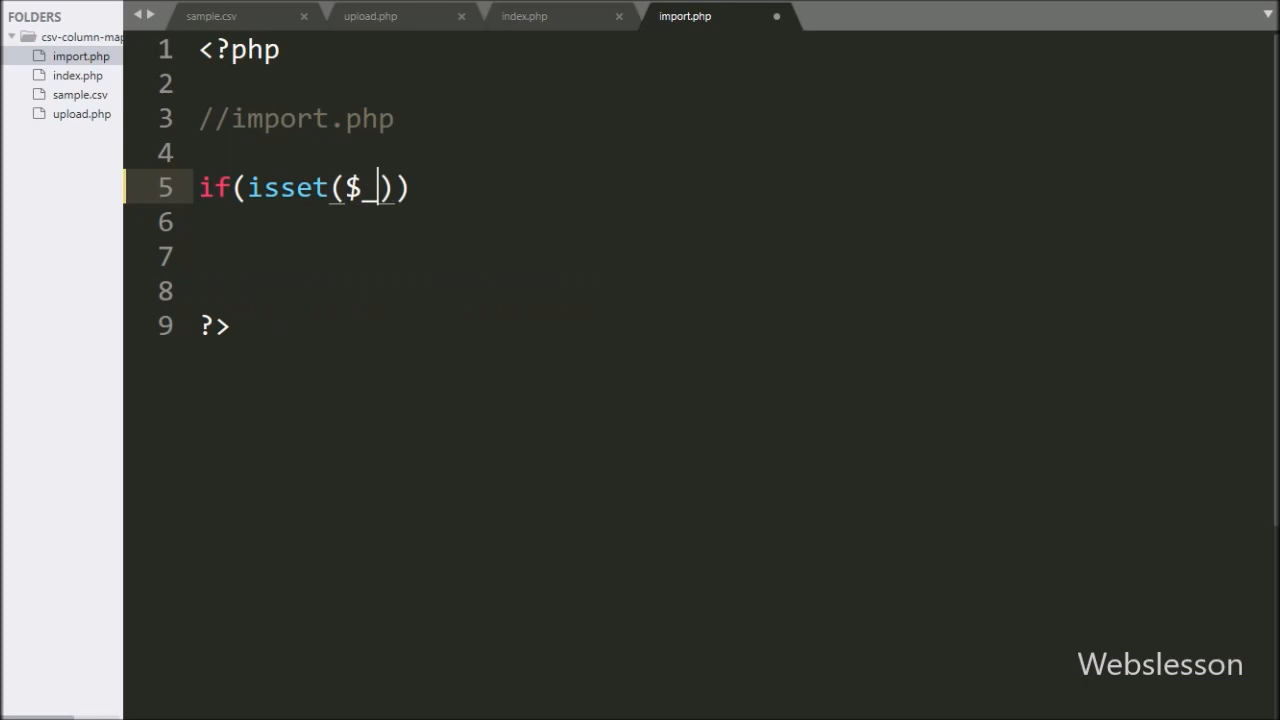 FOLDERS
csv-column-map
import.php
index.php
sample.csv
upload.php
sample.csv
upload.php
index.php
import.php
1 <?php
2
3 //import.php
4
5 if(isset($_))
6
7
8
9 ?>
Webslesson